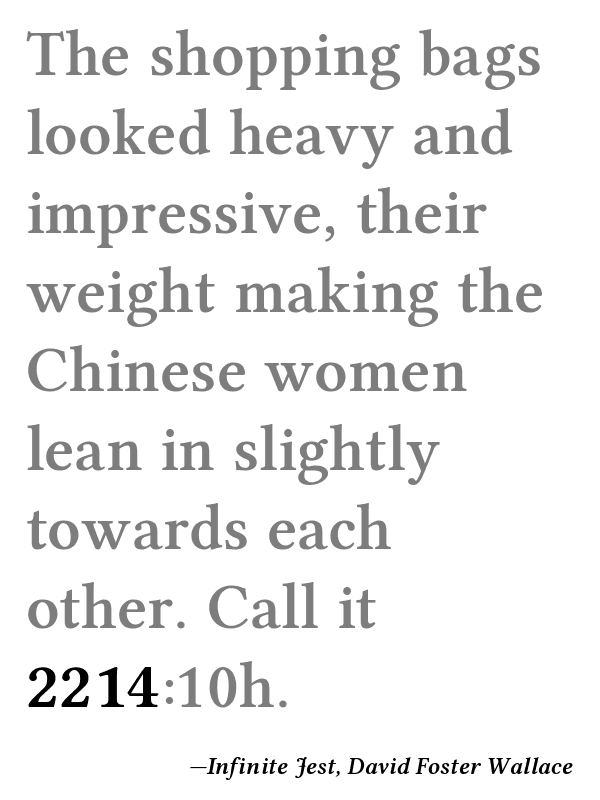 The shopping bags
looked heavy and
impressive, their
weight making the
Chinese women
lean in slightly
towards each
other. Call it
2214:10h.
—Infinite Jest, David Foster Wallace